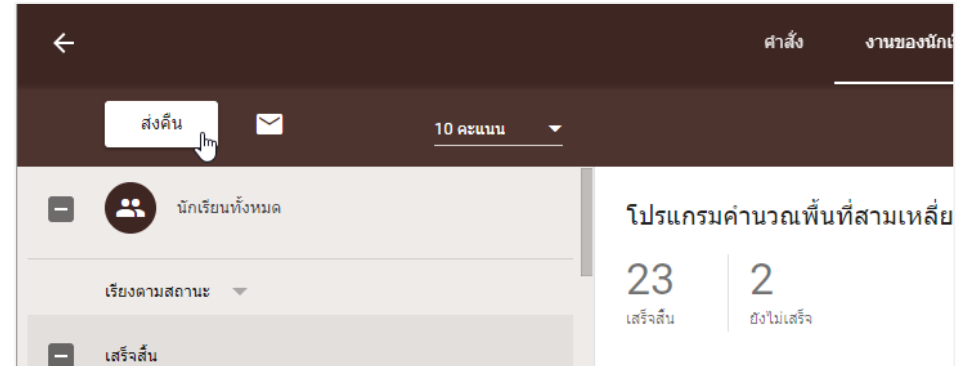 คำสั่ง
งานของนักเ
ส่งคืน
10 คะแนน
นักเรียนทั้งหมด
โปรแกรมคำนวณพื้นที่สามเหลี่ย
เรียงตามสถานะ
23
2
เสร็จสิ้น
ยังไม่เสร็จ
เสร็จสิ้น